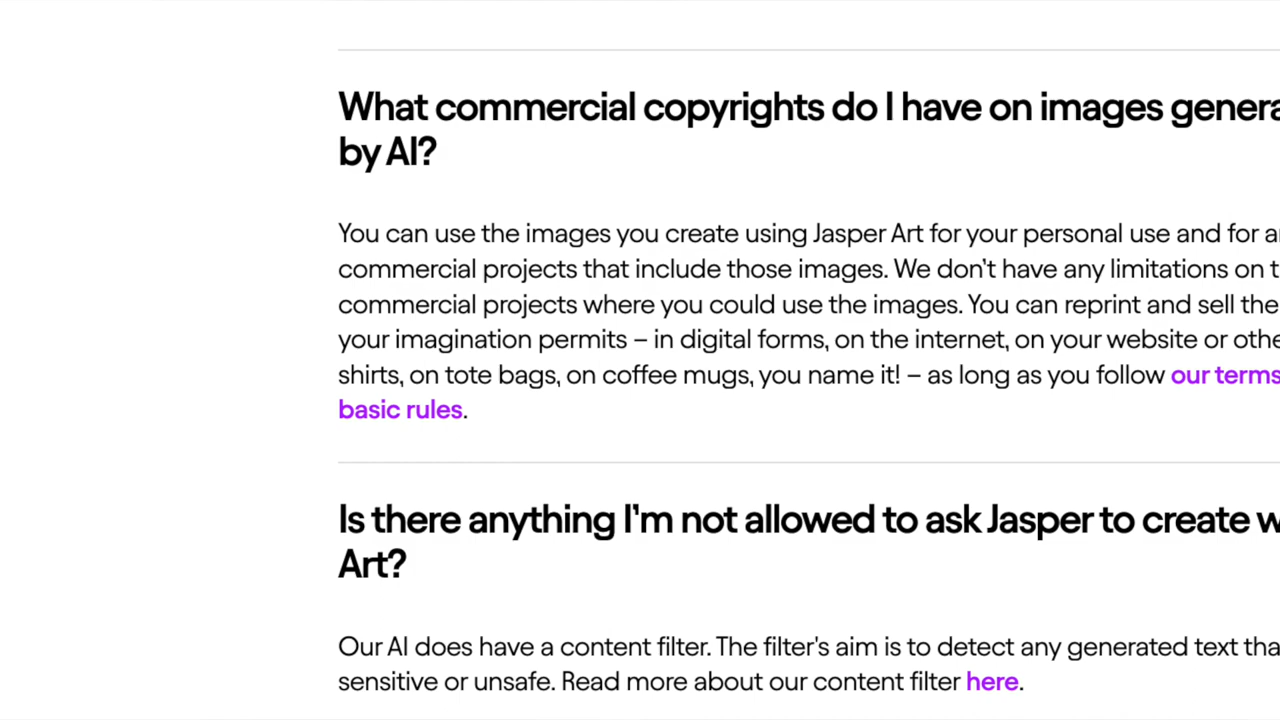 What commercial copyrights do I have on images genera
by AI?
You can use the images you create using Jasper Art for your personal use and for
commercial projects that include those images. We don't have any limitations on
commercial projects where you could use the images. You can reprint and sell the
your imagination permits – in digital forms, on the internet, on your website or othe
shirts, on tote bags, on coffee mugs, you name it! – as long as you follow our terms
basic rules.
Is there anything I'm not allowed to ask Jasper to create
Art?
Our AI does have a content filter. The filter's aim is to detect any generated text tha
sensitive or unsafe. Read more about our content filter here.